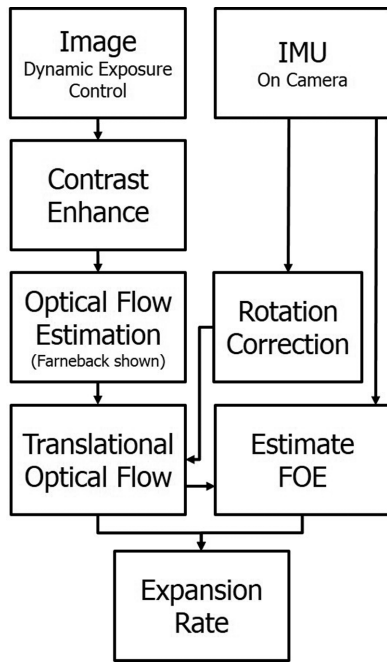 Image
Dynamic Exposure
Control
IMU
On Camera
Contrast
Enhance
Optical Flow
Estimation
(Farneback shown)
Rotation
Correction
Translational
Optical Flow
Estimate
FOE
Expansion
Rate